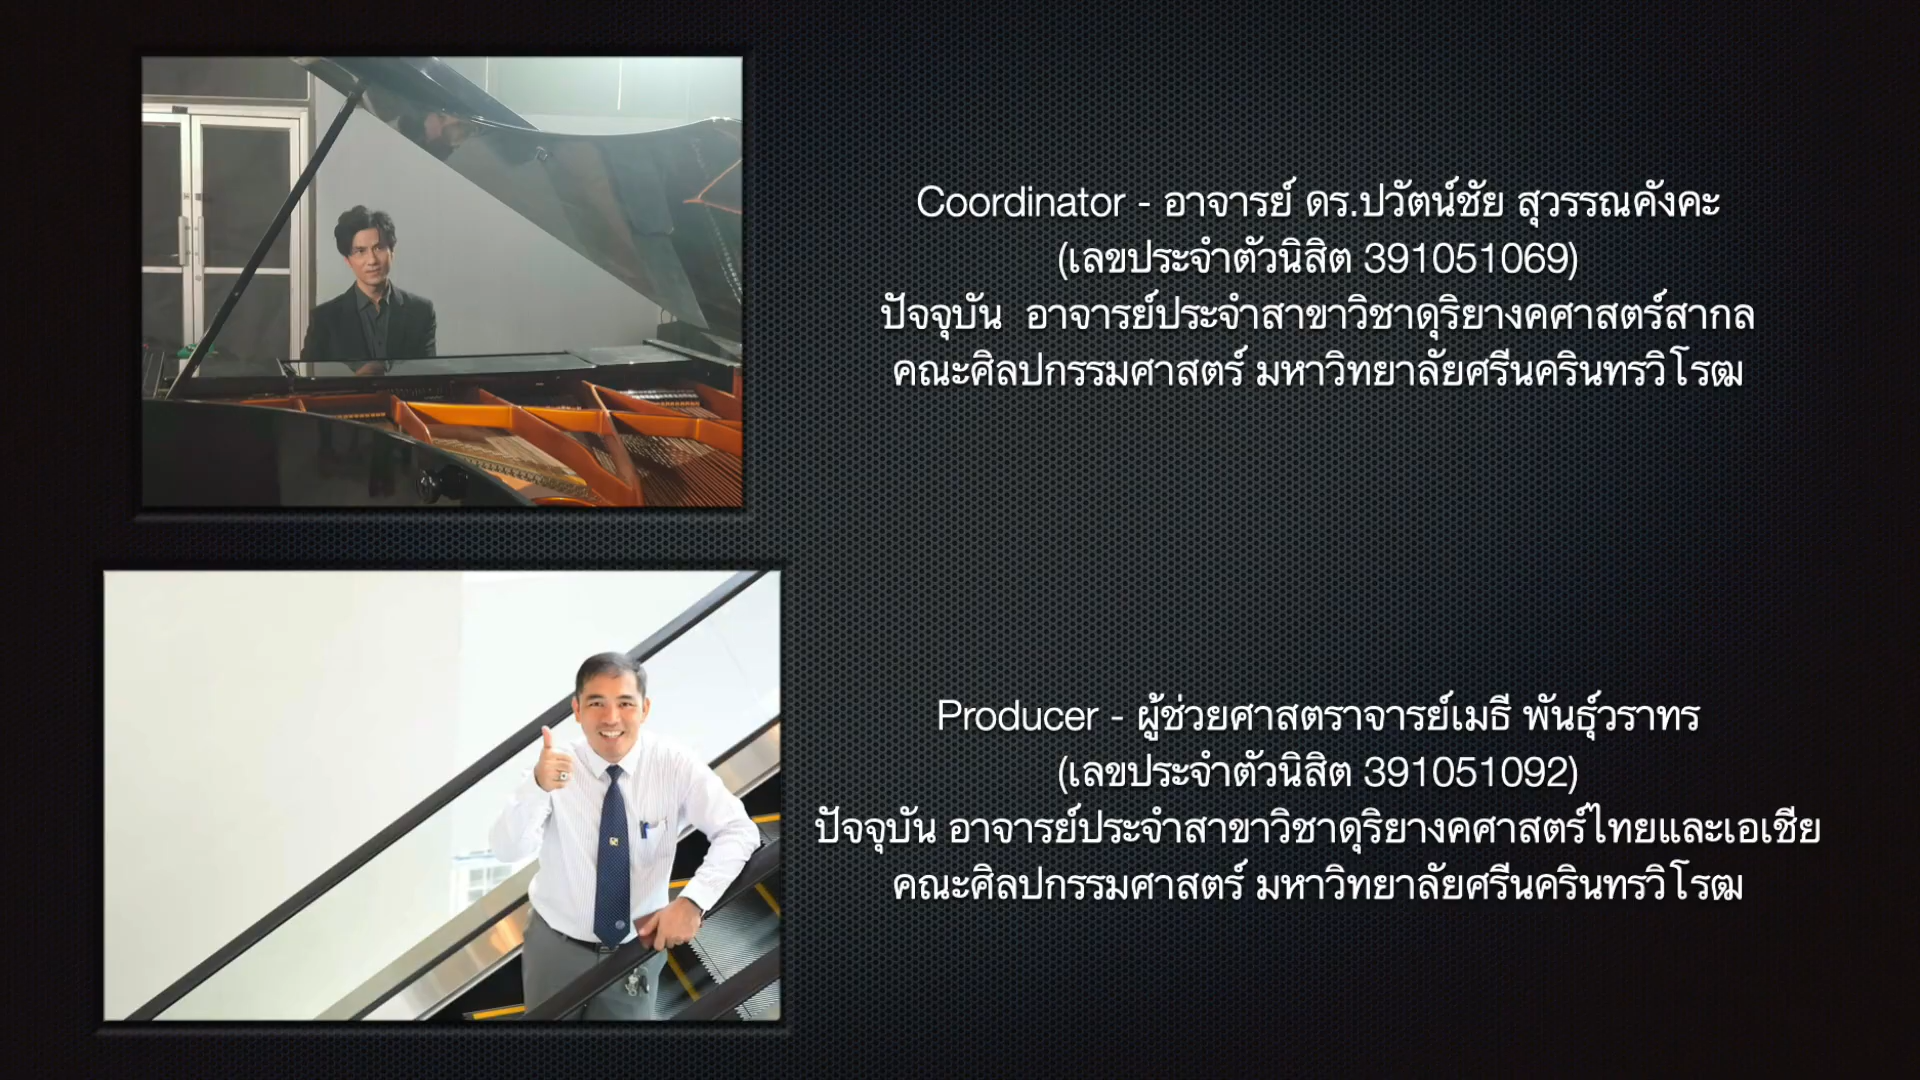 Coordinator - อาจารย์ ดร.ปวัตน์ชัย สุวรรณคังคะ
(เลขประจำตัวนิสิต 391051069)
ปัจจุบัน อาจารย์ประจำสาขาวิชาดุริยางคศาสตร์สากล
คณะศิลปกรรมศาสตร์ มหาวิทยาลัยศรีนครินทรวิโรฒ
Producer - ผู้ช่วยศาสตราจารย์เมธี พันธุ์วราทร
(เลขประจำตัวนิสิต 391051092)
ปัจจุบัน อาจารย์ประจำสาขาวิชาดุริยางคศาสตร์ไทยและเอเชีย
คณะศิลปกรรมศาสตร์ มหาวิทยาลัยศรีนครินทรวิโรฒ